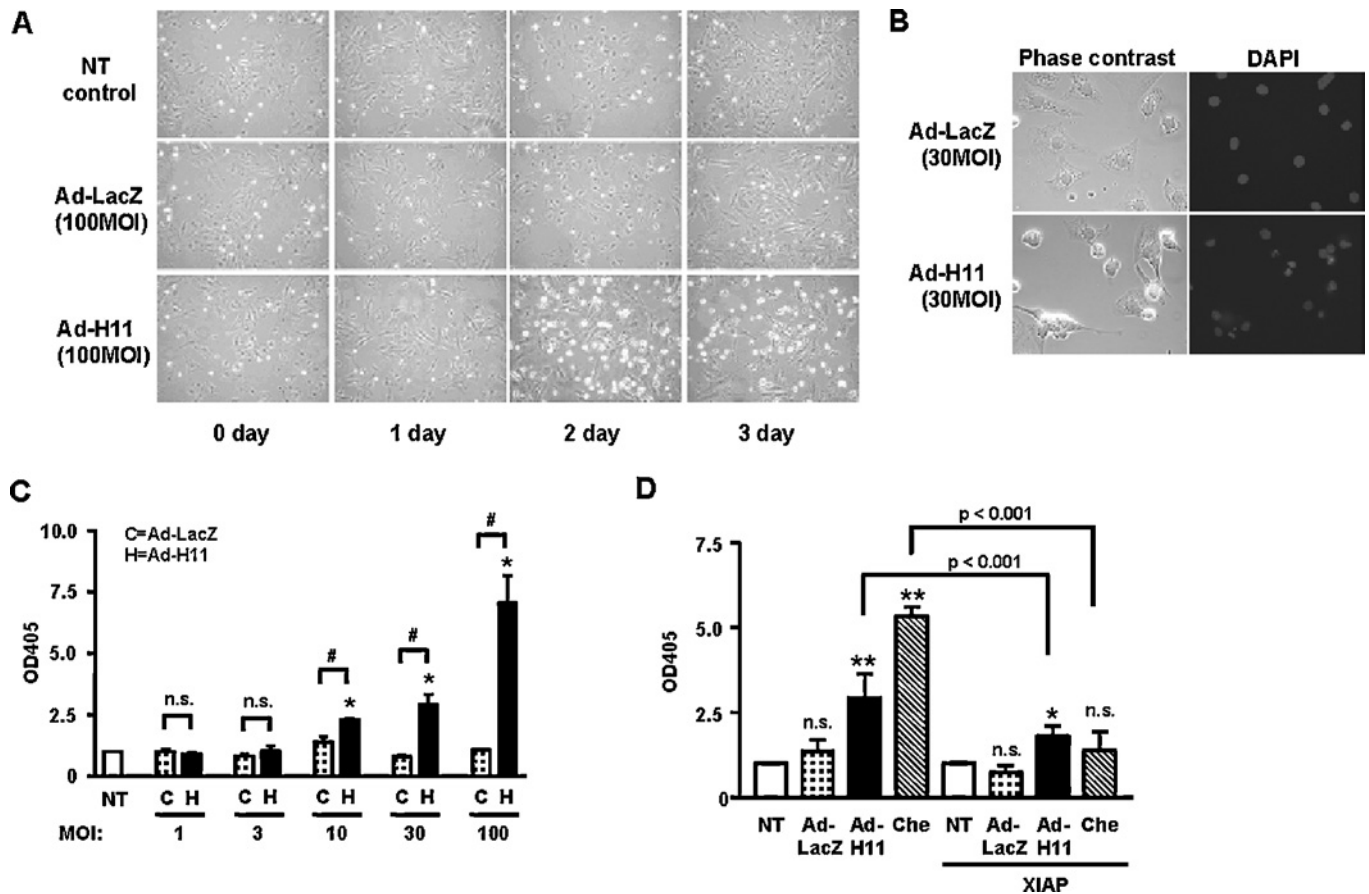 A
NT
control
Ad-LacZ
(100MOI)
Ad-H11
(100MOI)
0 day
1 day
2 day
3 day
B
Phase contrast
DAPI
Ad-LacZ
(30MOI)
Ad-H11
(30MOI)
C
C=Ad-LacZ
H=Ad-H11
OD405
10.0
7.5
5.0
2.5
0
n.s.
n.s.
#
*
#
*
#
*
NT
C H
C H
C H
C H
C H
MOI:
1
3
10
30
100
D
p < 0.001
p < 0.001
OD405
7.5
5.0
2.5
0
n.s.
**
**
n.s.
*
n.s.
NT
Ad-
LacZ
Ad-
H11
Che
NT
Ad-
LacZ
Ad-
H11
Che
XIAP